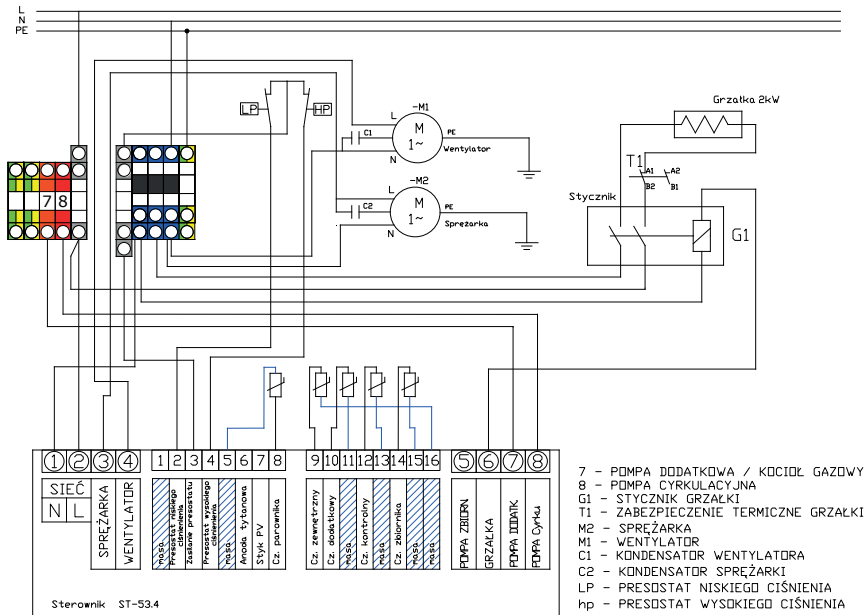 L
N
PE
LP
HP
-M1
L
M
1~
C1
PE
Wentylator
N
-M2
L
M
1~
C2
PE
Sprężarka
N
Grzałka 2kW
T1
A1
A2
B2
B1
Stycznik
G1
7
8
1
2
3
4
1
2
3
4
5
6
7
8
9
10
11
12
13
14
15
16
5
6
7
8
SIEĆ
N
L
SPRĘŻARKA
WENTYLATOR
masa
Presostat niskiego ciśnienienia
Zasilanie presostatu
Presostat wysokiego ciśnienienia
masa
Anoda tytanowa
Styk PV
Cz. parownika
Cz. zewnętrzny
Cz. dodatkowy
masa
Cz. kontrolny
masa
Cz. zbiornika
masa
masa
POMPA ZBIORN.
GRZAŁKA
POMPA DODATK.
POMPA Cyrku
Sterownik ST-53.4
7 - POMPA DODATKOWA / KOCIOŁ GAZOWY
8 - POMPA CYRKULACYJNA
G1 - STYCZNIK GRZAŁKI
T1 - ZABEZPIECZENIE TERMICZNE GRZAŁKI
M2 - SPRĘŻARKA
M1 - WENTYLATOR
C1 - KONDENSATOR WENTYLATORA
C2 - KONDENSATOR SPRĘŻARKI
LP - PRESOSTAT NISKIEGO CIŚNIENIA
hp - PRESOSTAT WYSOKIEGO CIŚNIENIA